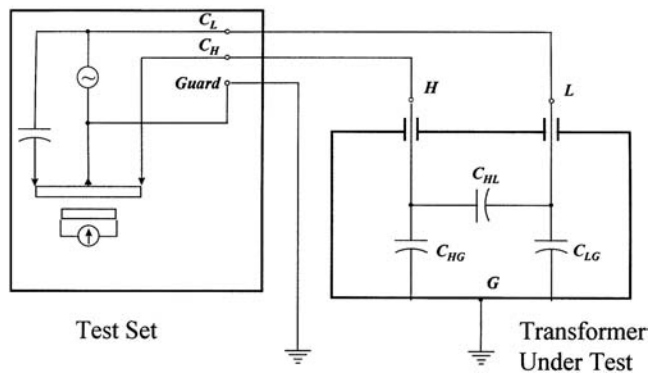 C_L
C_H
Guard
H
L
C_HL
C_HG
C_LG
G
Test Set
Transformer
Under Test